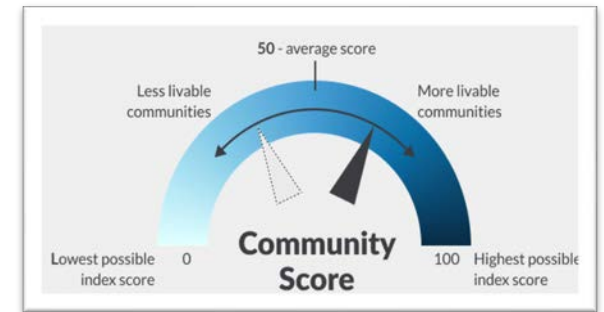 50 - average score
Less livable
communities
More livable
communities
Lowest possible
index score
0
Community
Score
100
Highest possible
index score